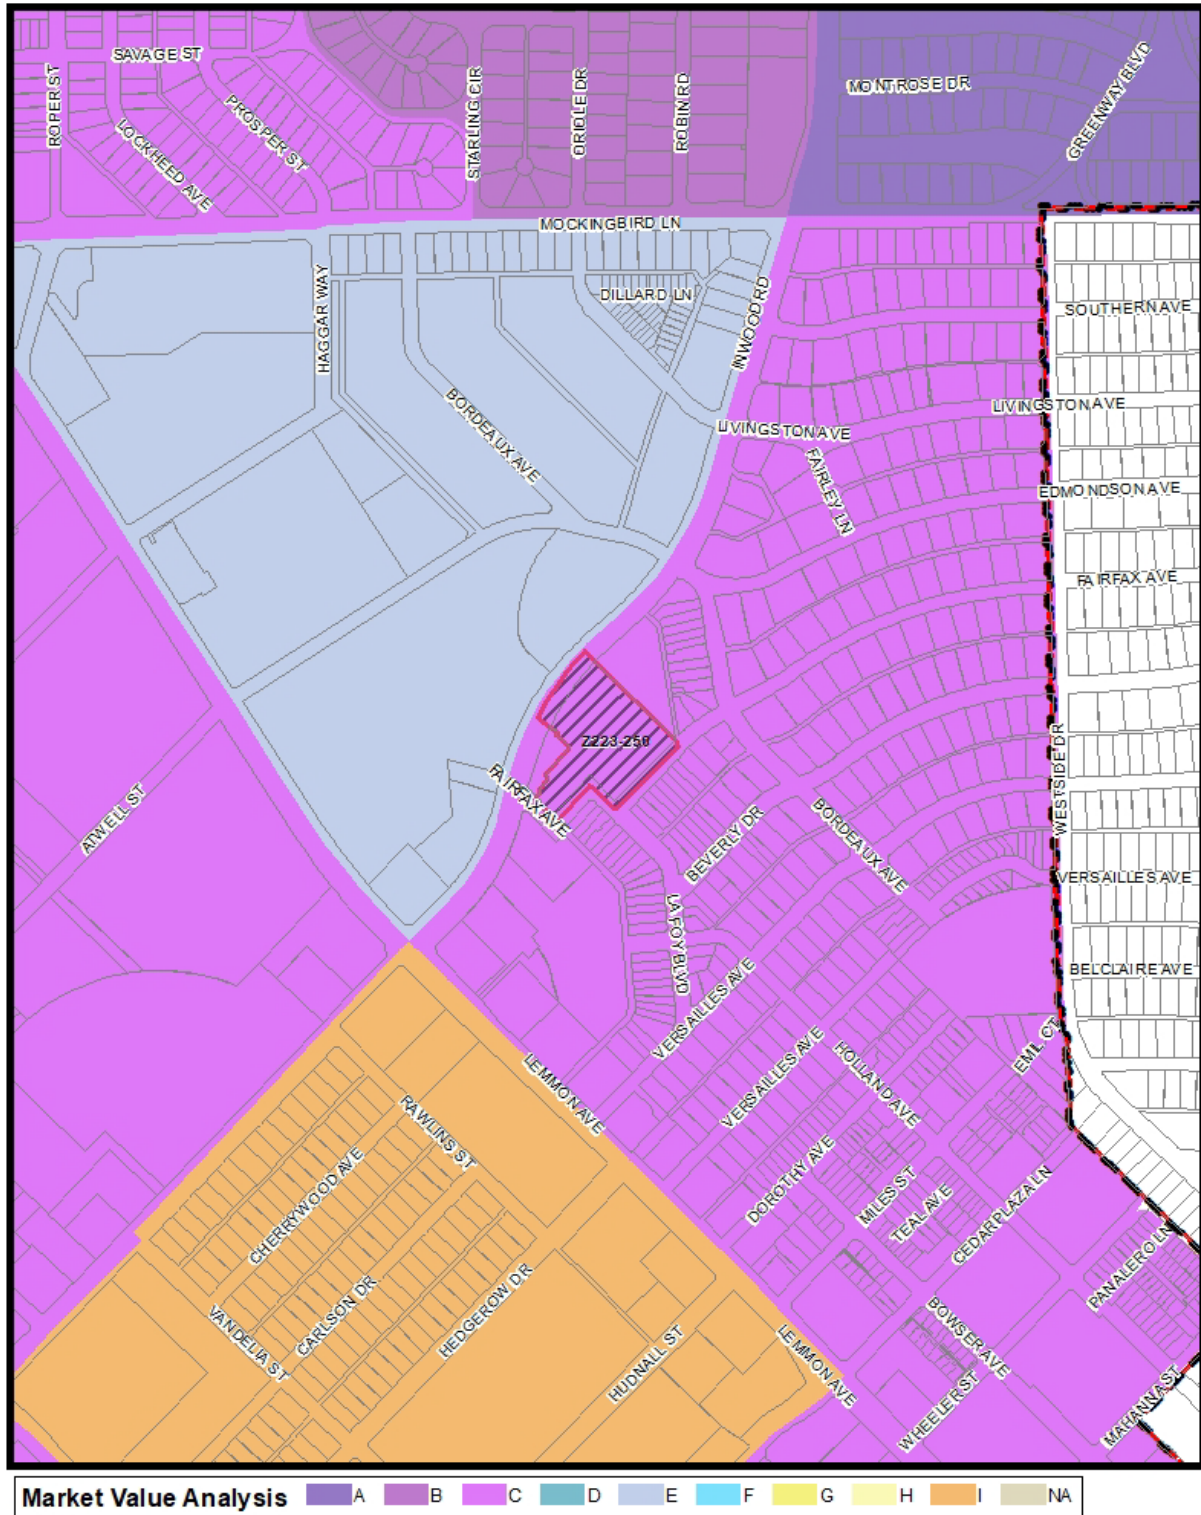 SAVAGE ST
ROPER ST
PROSPER ST
LOCKHEED AVE
STARLING CIR
ORIOLE DR
ROBIN RD
MONTROSE DR
GREENWAY BLVD
MOCKINGBIRD LN
HAGGAR WAY
DILLARD LN
INWOOD RD
SOUTHERN AVE
BORDEAUX AVE
LIVINGSTON AVE
LIVINGSTON AVE
FAIRLEY LN
EDMONDSON AVE
FAIRFAX AVE
Z223-250
FAIRFAX AVE
WESTSIDE DR
ATWELL ST
BEVERLY DR
BORDEAUX AVE
VERSAILLES AVE
LA FOY BLVD
BELCLAIRE AVE
VERSAILLES AVE
VERSAILLES AVE
HOLLAND AVE
EMIL CT
LEMMON AVE
RAWLINS ST
CHERRYWOOD AVE
DOROTHY AVE
MILES ST
TEAL AVE
CEDAR PLAZA LN
PANALERO LN
VANDELIA ST
CARLSON DR
HEDGEROW DR
HUDNALL ST
LEMMON AVE
BOWSER AVE
WHEELER ST
MAHANNA ST
Market Value Analysis A B C D E F G H I NA